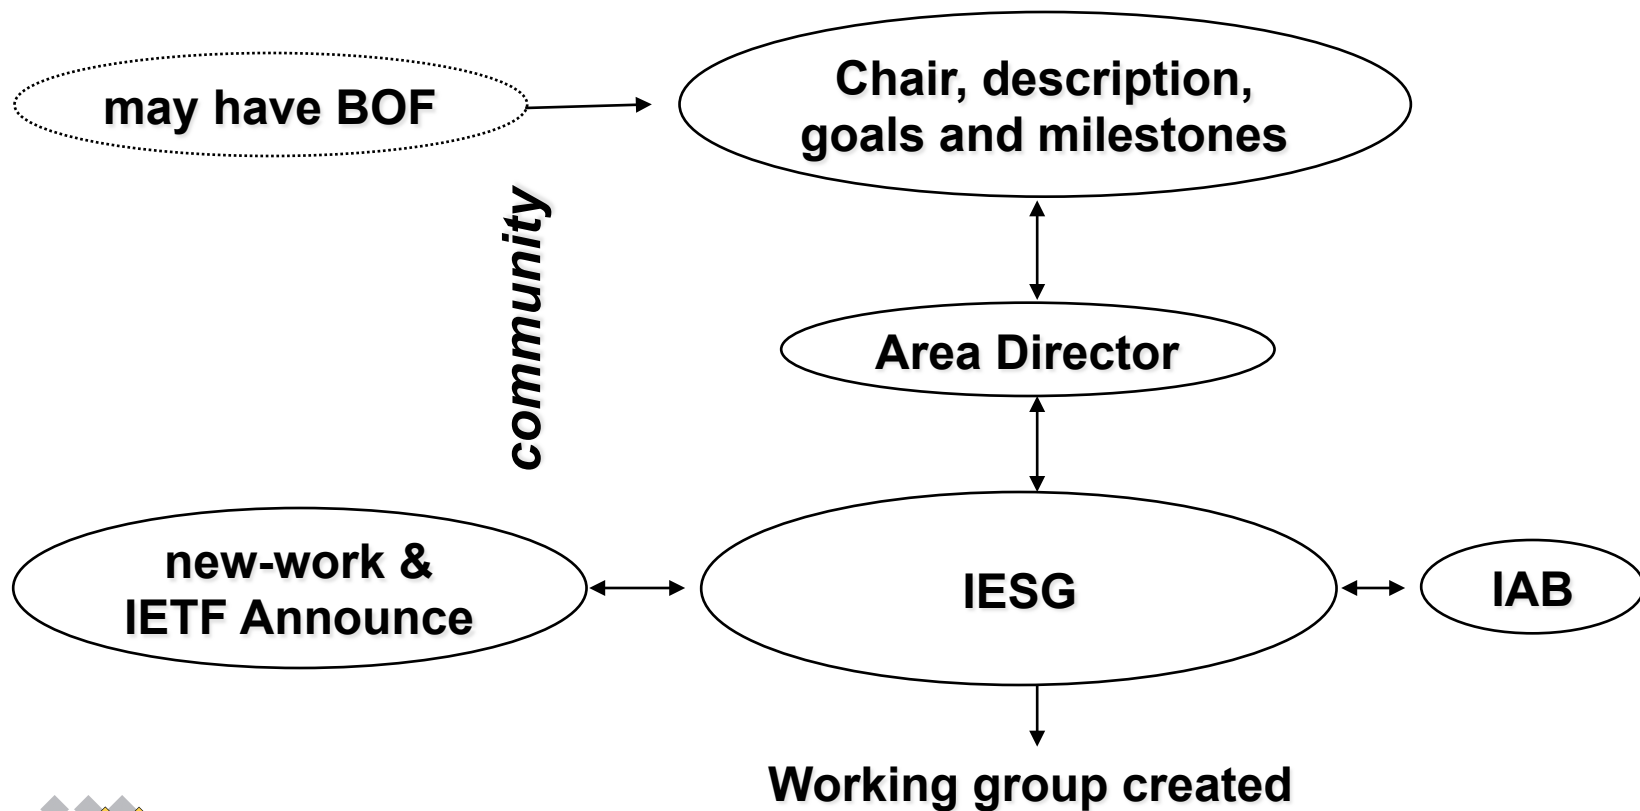 may have BOF
Chair, description,
goals and milestones
community
Area Director
new-work &
IETF Announce
IESG
IAB
Working group created